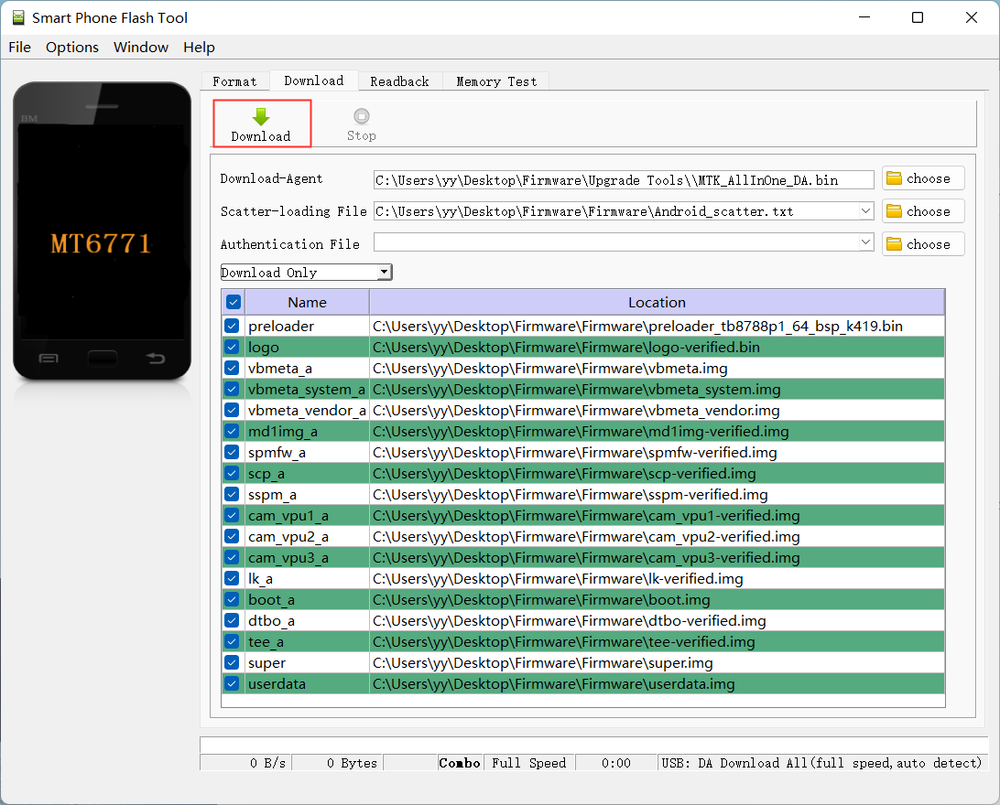 Smart Phone Flash Tool
File Options Window Help
Format Download Readback Memory Test
Download Stop
BM
MT6771
Download-Agent C:\Users\yy\Desktop\Firmware\Upgrade Tools\\MTK_AllInOne_DA.bin choose
Scatter-loading File C:\Users\yy\Desktop\Firmware\Firmware\Android_scatter.txt choose
Authentication File choose
Download Only
Name Location
preloader C:\Users\yy\Desktop\Firmware\Firmware\preloader_tb8788p1_64_bsp_k419.bin
logo C:\Users\yy\Desktop\Firmware\Firmware\logo-verified.bin
vbmeta_a C:\Users\yy\Desktop\Firmware\Firmware\vbmeta.img
vbmeta_system_a C:\Users\yy\Desktop\Firmware\Firmware\vbmeta_system.img
vbmeta_vendor_a C:\Users\yy\Desktop\Firmware\Firmware\vbmeta_vendor.img
md1img_a C:\Users\yy\Desktop\Firmware\Firmware\md1img-verified.img
spmfw_a C:\Users\yy\Desktop\Firmware\Firmware\spmfw-verified.img
scp_a C:\Users\yy\Desktop\Firmware\Firmware\scp-verified.img
sspm_a C:\Users\yy\Desktop\Firmware\Firmware\sspm-verified.img
cam_vpu1_a C:\Users\yy\Desktop\Firmware\Firmware\cam_vpu1-verified.img
cam_vpu2_a C:\Users\yy\Desktop\Firmware\Firmware\cam_vpu2-verified.img
cam_vpu3_a C:\Users\yy\Desktop\Firmware\Firmware\cam_vpu3-verified.img
lk_a C:\Users\yy\Desktop\Firmware\Firmware\lk-verified.img
boot_a C:\Users\yy\Desktop\Firmware\Firmware\boot.img
dtbo_a C:\Users\yy\Desktop\Firmware\Firmware\dtbo-verified.img
tee_a C:\Users\yy\Desktop\Firmware\Firmware\tee-verified.img
super C:\Users\yy\Desktop\Firmware\Firmware\super.img
userdata C:\Users\yy\Desktop\Firmware\Firmware\userdata.img
0 B/s 0 Bytes Combo Full Speed 0:00 USB: DA Download All(full speed,auto detect)